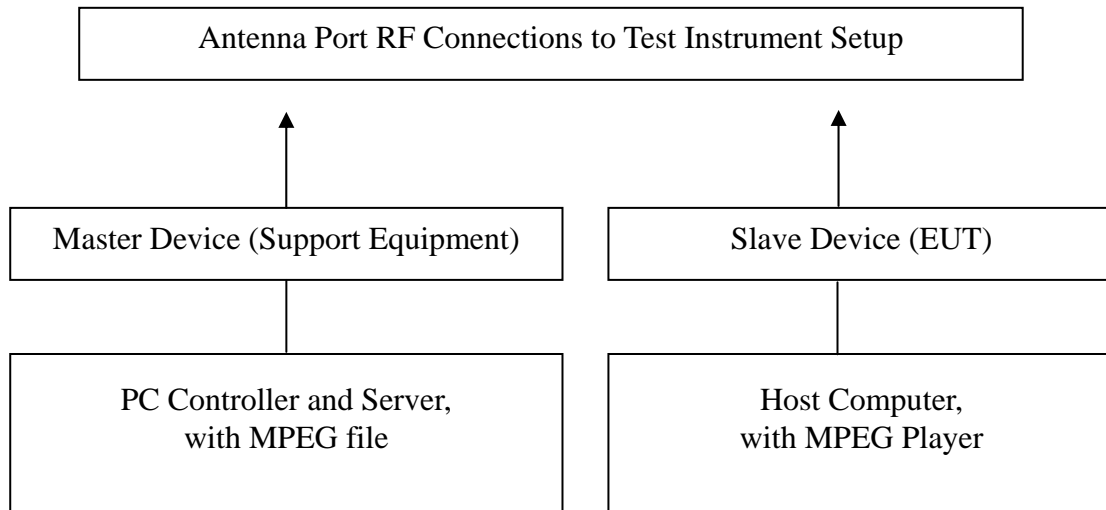 Antenna Port RF Connections to Test Instrument Setup
Master Device (Support Equipment)
Slave Device (EUT)
PC Controller and Server,
with MPEG file
Host Computer,
with MPEG Player